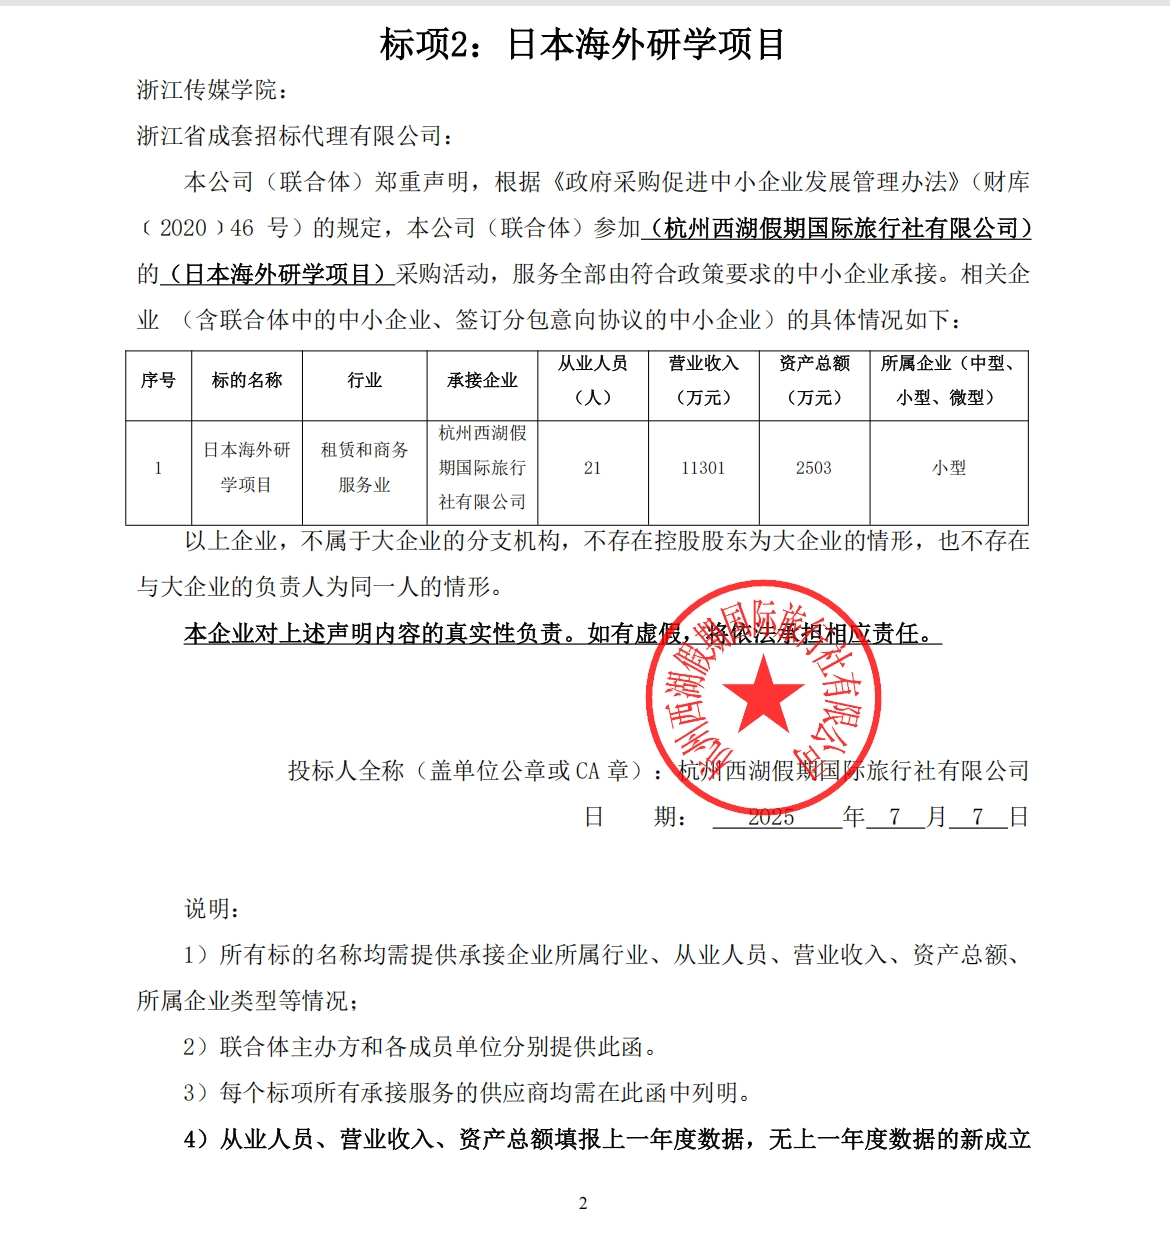 标项2：日本海外研学项目
浙江传媒学院：
浙江省成套招标代理有限公司：
本公司（联合体）郑重声明，根据《政府采购促进中小企业发展管理办法》（财库
﹝2020﹞46 号）的规定，本公司（联合体）参加（杭州西湖假期国际旅行社有限公司）
的（日本海外研学项目）采购活动，服务全部由符合政策要求的中小企业承接。相关企
业 （含联合体中的中小企业、签订分包意向协议的中小企业）的具体情况如下：
序号 标的名称 行业 承接企业 从业人员（人） 营业收入（万元） 资产总额（万元） 所属企业（中型、小型、微型）
1 日本海外研学项目 租赁和商务服务业 杭州西湖假期国际旅行社有限公司 21 11301 2503 小型
以上企业，不属于大企业的分支机构，不存在控股股东为大企业的情形，也不存在
与大企业的负责人为同一人的情形。
本企业对上述声明内容的真实性负责。如有虚假，将依法承担相应责任。
杭州西湖假期国际旅行社有限公司
投标人全称（盖单位公章或CA 章）：杭州西湖假期国际旅行社有限公司
日 期： 2025 年 7 月 7 日
说明：
1）所有标的名称均需提供承接企业所属行业、从业人员、营业收入、资产总额、
所属企业类型等情况；
2）联合体主办方和各成员单位分别提供此函。
3）每个标项所有承接服务的供应商均需在此函中列明。
4）从业人员、营业收入、资产总额填报上一年度数据，无上一年度数据的新成立
2